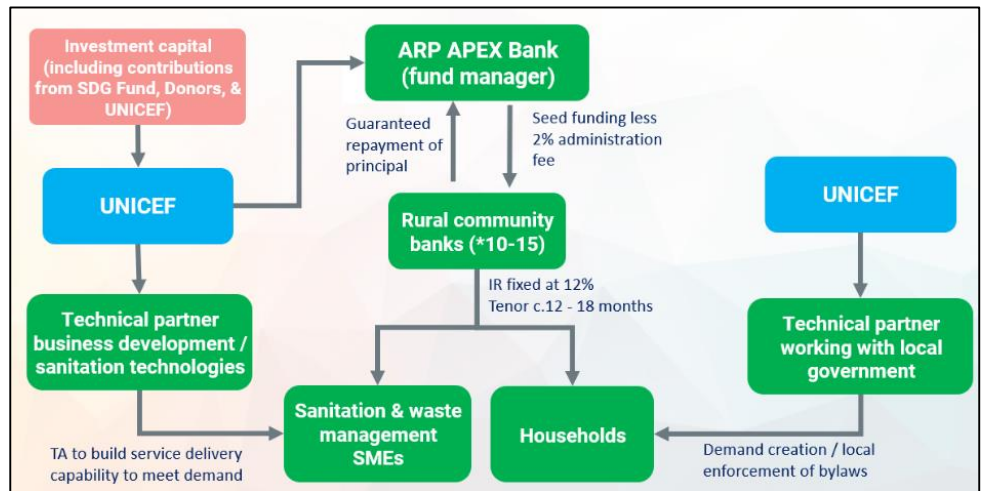 Investment capital
(including contributions
from SDG Fund, Donors, &
UNICEF)
ARP APEX Bank
(fund manager)
Guaranteed
repayment of
principal
Seed funding less
2% administration
fee
UNICEF
UNICEF
Rural community
banks (*10-15)
IR fixed at 12%
Tenor c.12 - 18 months
Technical partner
business development /
sanitation technologies
Technical partner
working with local
government
Sanitation & waste
management
SMEs
Households
TA to build service delivery
capability to meet demand
Demand creation / local
enforcement of bylaws